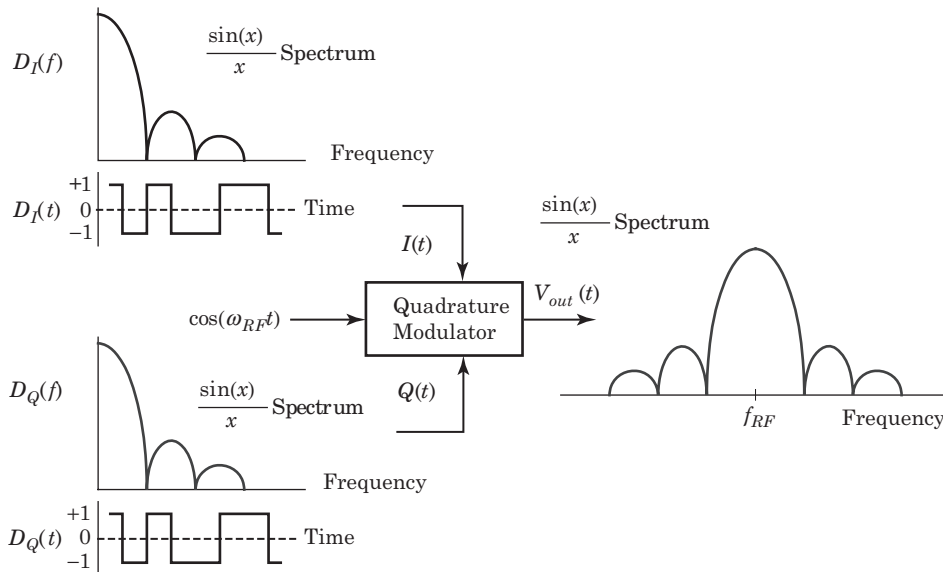 sin(x)
x
Spectrum
D_I(f)
Frequency
+1
0
−1
D_I(t)
Time
I(t)
sin(x)
x
Spectrum
cos(ω_RF t)
Quadrature
Modulator
V_out (t)
D_Q(f)
sin(x)
x
Spectrum
Q(t)
f_RF
Frequency
Frequency
+1
0
−1
D_Q(t)
Time